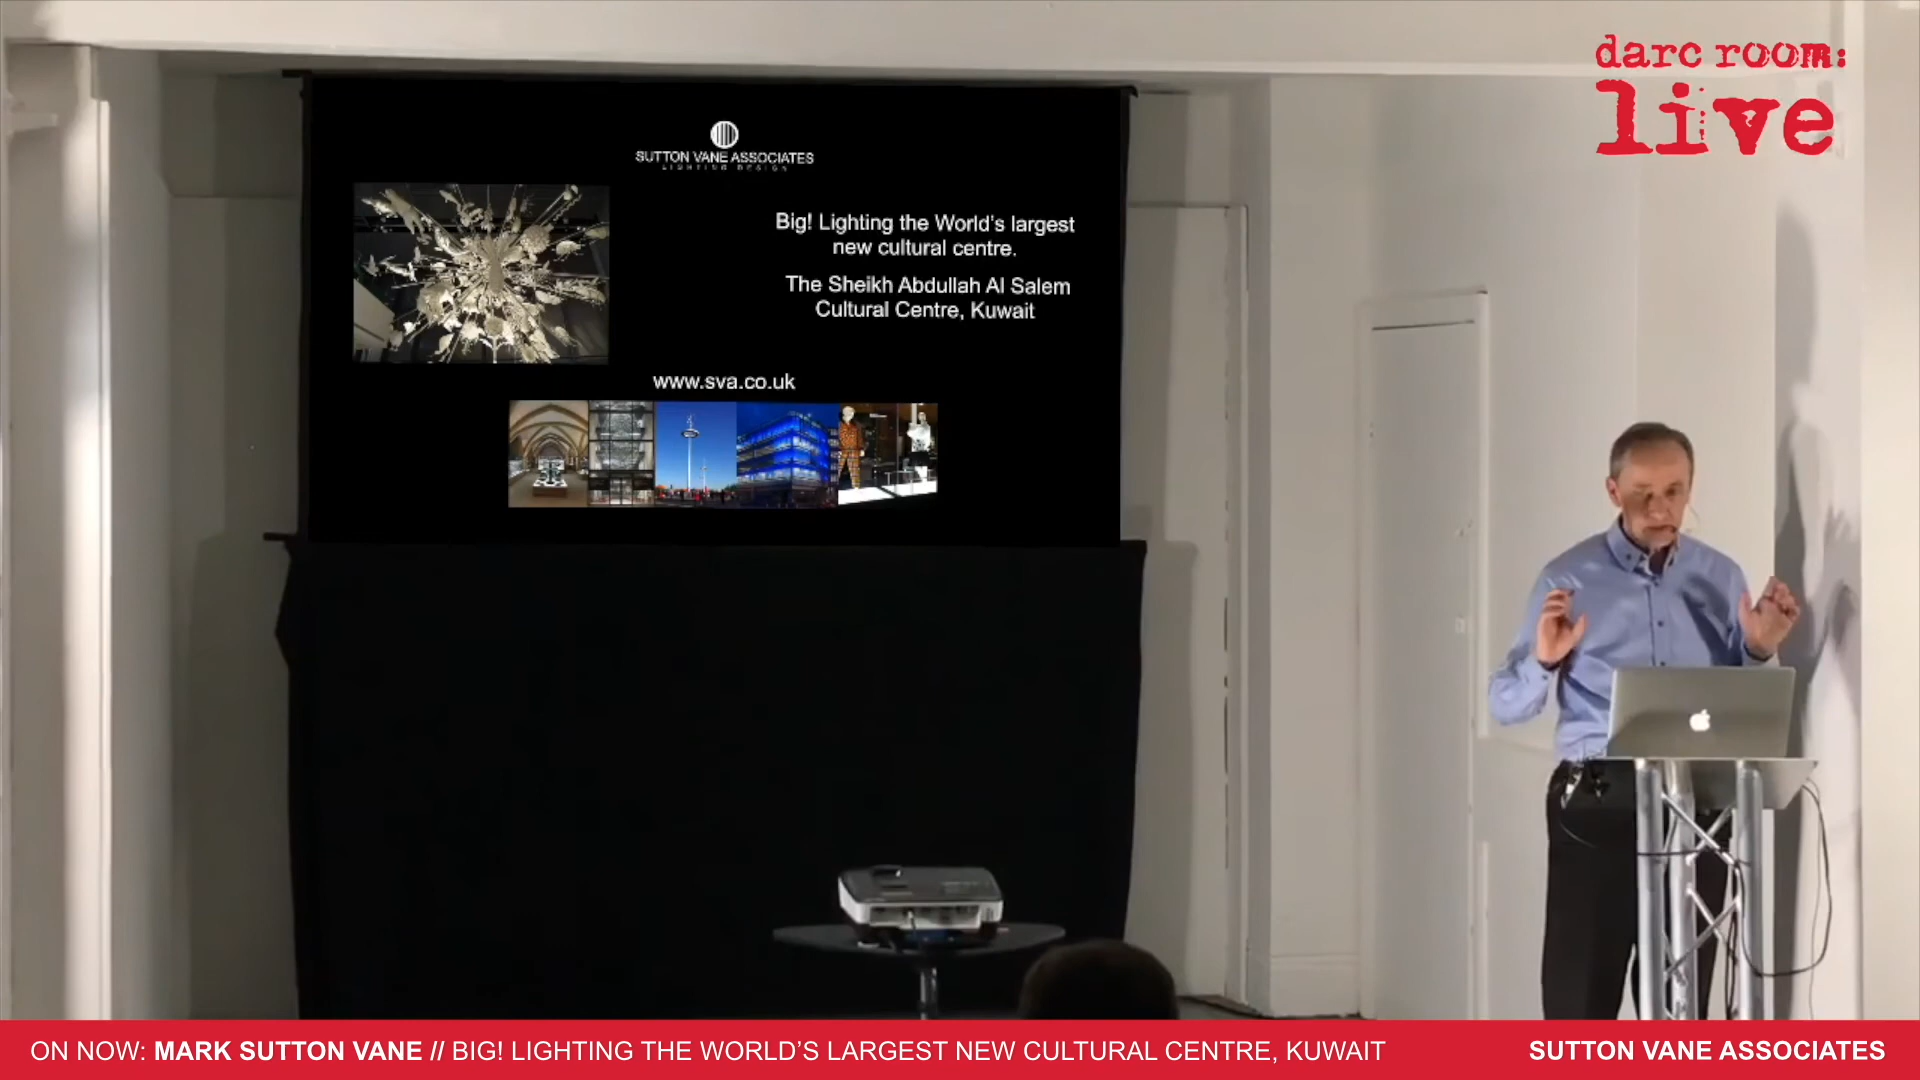 darc room:
live
SUTTON VANE ASSOCIATES
LIGHTING DESIGN
Big! Lighting the World's largest
new cultural centre.
The Sheikh Abdullah Al Salem
Cultural Centre, Kuwait
www.sva.co.uk
ON NOW: MARK SUTTON VANE // BIG! LIGHTING THE WORLD'S LARGEST NEW CULTURAL CENTRE, KUWAIT
SUTTON VANE ASSOCIATES